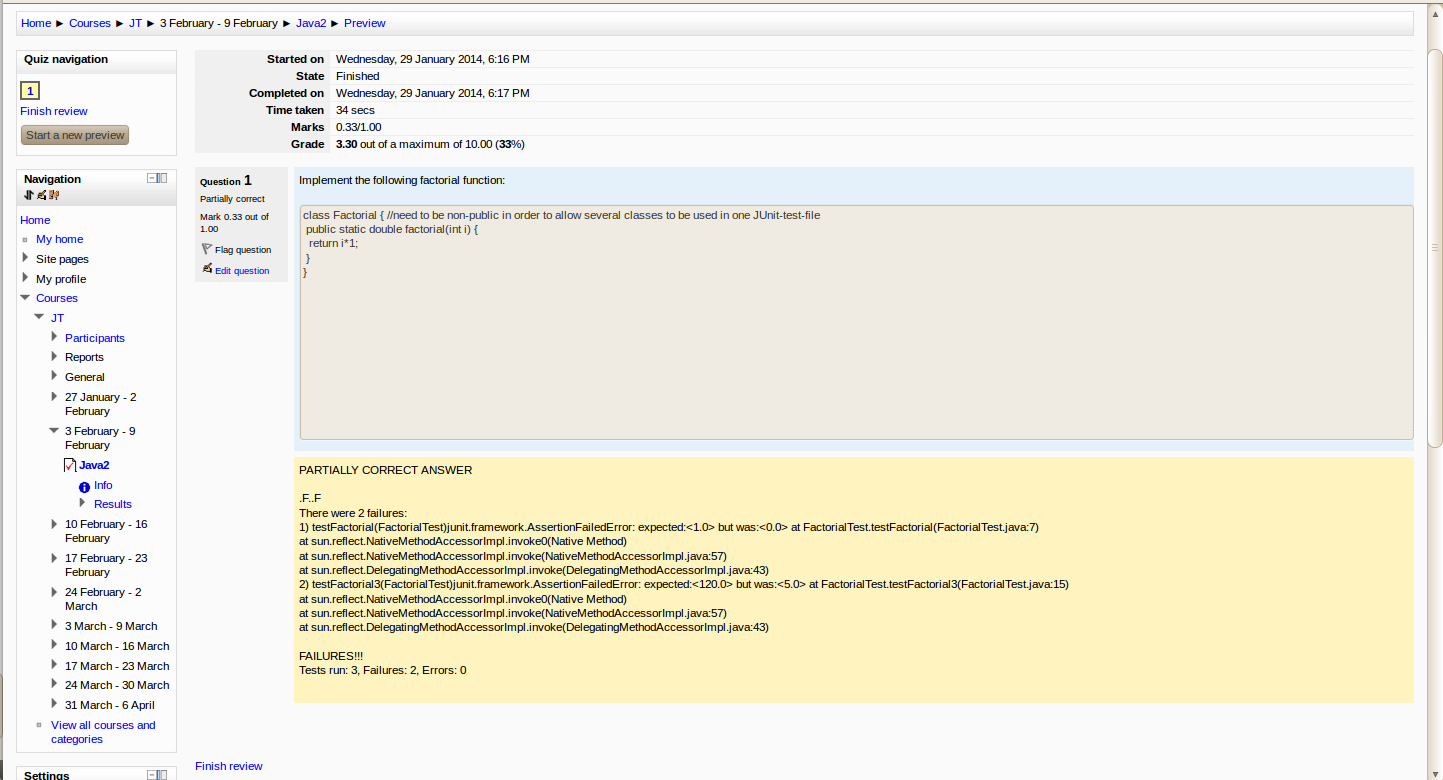 Home ► Courses ► JT ► 3 February - 9 February ► Java2 ► Preview
Quiz navigation
1
Finish review
Start a new preview
Navigation
Home
My home
Site pages
My profile
Courses
JT
Participants
Reports
General
27 January - 2
February
3 February - 9
February
Java2
Info
Results
10 February - 16
February
17 February - 23
February
24 February - 2
March
3 March - 9 March
10 March - 16 March
17 March - 23 March
24 March - 30 March
31 March - 6 April
View all courses and
categories
Settings
Started on Wednesday, 29 January 2014, 6:16 PM
State Finished
Completed on Wednesday, 29 January 2014, 6:17 PM
Time taken 34 secs
Marks 0.33/1.00
Grade 3.30 out of a maximum of 10.00 (33%)
Question 1
Partially correct
Mark 0.33 out of
1.00
Flag question
Edit question
Implement the following factorial function:
class Factorial { //need to be non-public in order to allow several classes to be used in one JUnit-test-file
public static double factorial(int i) {
return i*1;
}
}
PARTIALLY CORRECT ANSWER
.F..F
There were 2 failures:
1) testFactorial(FactorialTest)junit.framework.AssertionFailedError: expected:<1.0> but was:<0.0> at FactorialTest.testFactorial(FactorialTest.java:7)
at sun.reflect.NativeMethodAccessorImpl.invoke0(Native Method)
at sun.reflect.NativeMethodAccessorImpl.invoke(NativeMethodAccessorImpl.java:57)
at sun.reflect.DelegatingMethodAccessorImpl.invoke(DelegatingMethodAccessorImpl.java:43)
2) testFactorial3(FactorialTest)junit.framework.AssertionFailedError: expected:<120.0> but was:<5.0> at FactorialTest.testFactorial3(FactorialTest.java:15)
at sun.reflect.NativeMethodAccessorImpl.invoke0(Native Method)
at sun.reflect.NativeMethodAccessorImpl.invoke(NativeMethodAccessorImpl.java:57)
at sun.reflect.DelegatingMethodAccessorImpl.invoke(DelegatingMethodAccessorImpl.java:43)
FAILURES!!!
Tests run: 3, Failures: 2, Errors: 0
Finish review